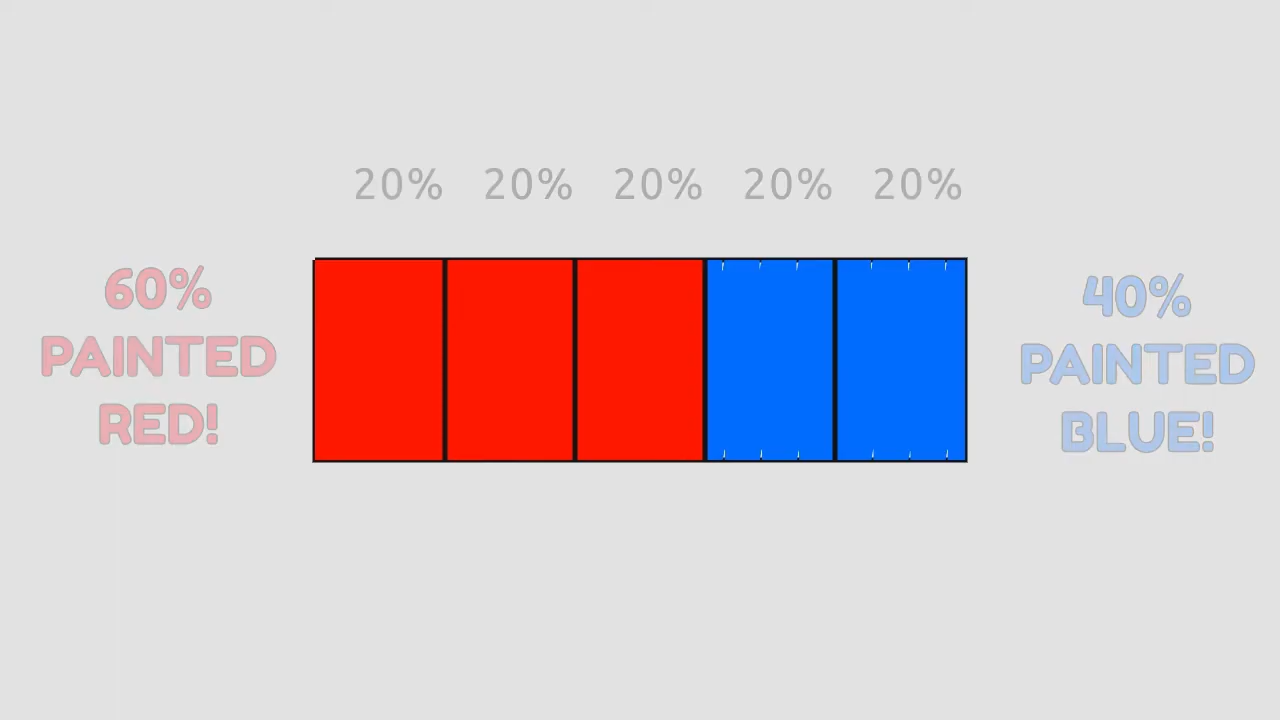 20% 20% 20% 20% 20%
60%
PAINTED
RED!
40%
PAINTED
BLUE!